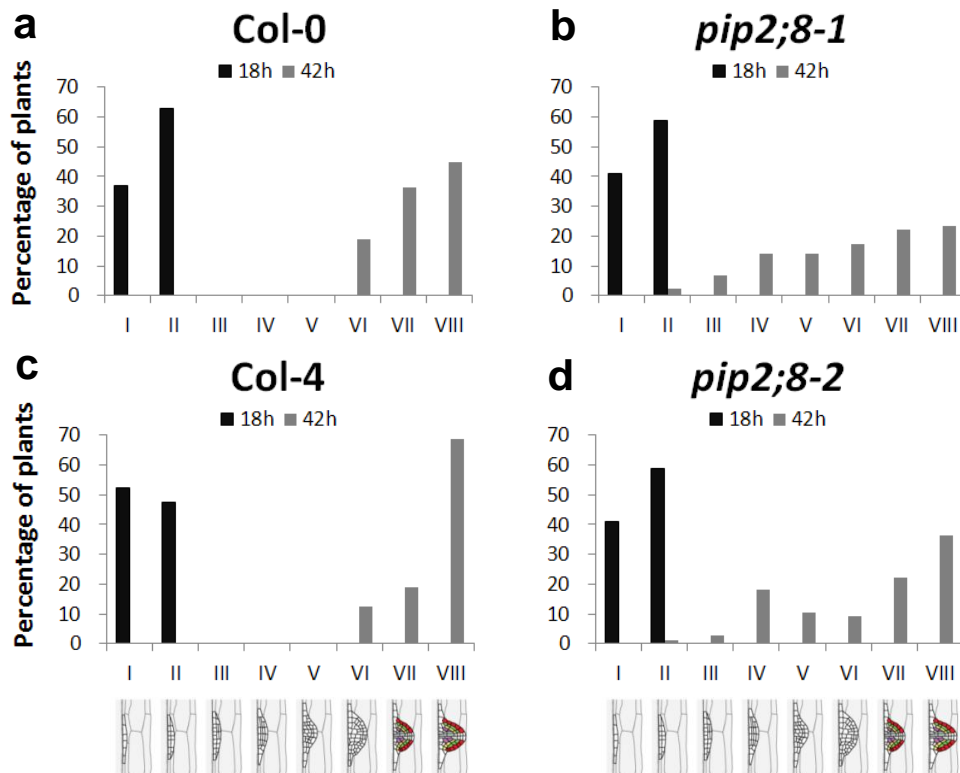 a Col-0
18h 42h
Percentage of plants
70
60
50
40
30
20
10
0
I II III IV V VI VII VIII
b pip2;8-1
18h 42h
70
60
50
40
30
20
10
0
I II III IV V VI VII VIII
c Col-4
18h 42h
Percentage of plants
70
60
50
40
30
20
10
0
I II III IV V VI VII VIII
d pip2;8-2
18h 42h
70
60
50
40
30
20
10
0
I II III IV V VI VII VIII